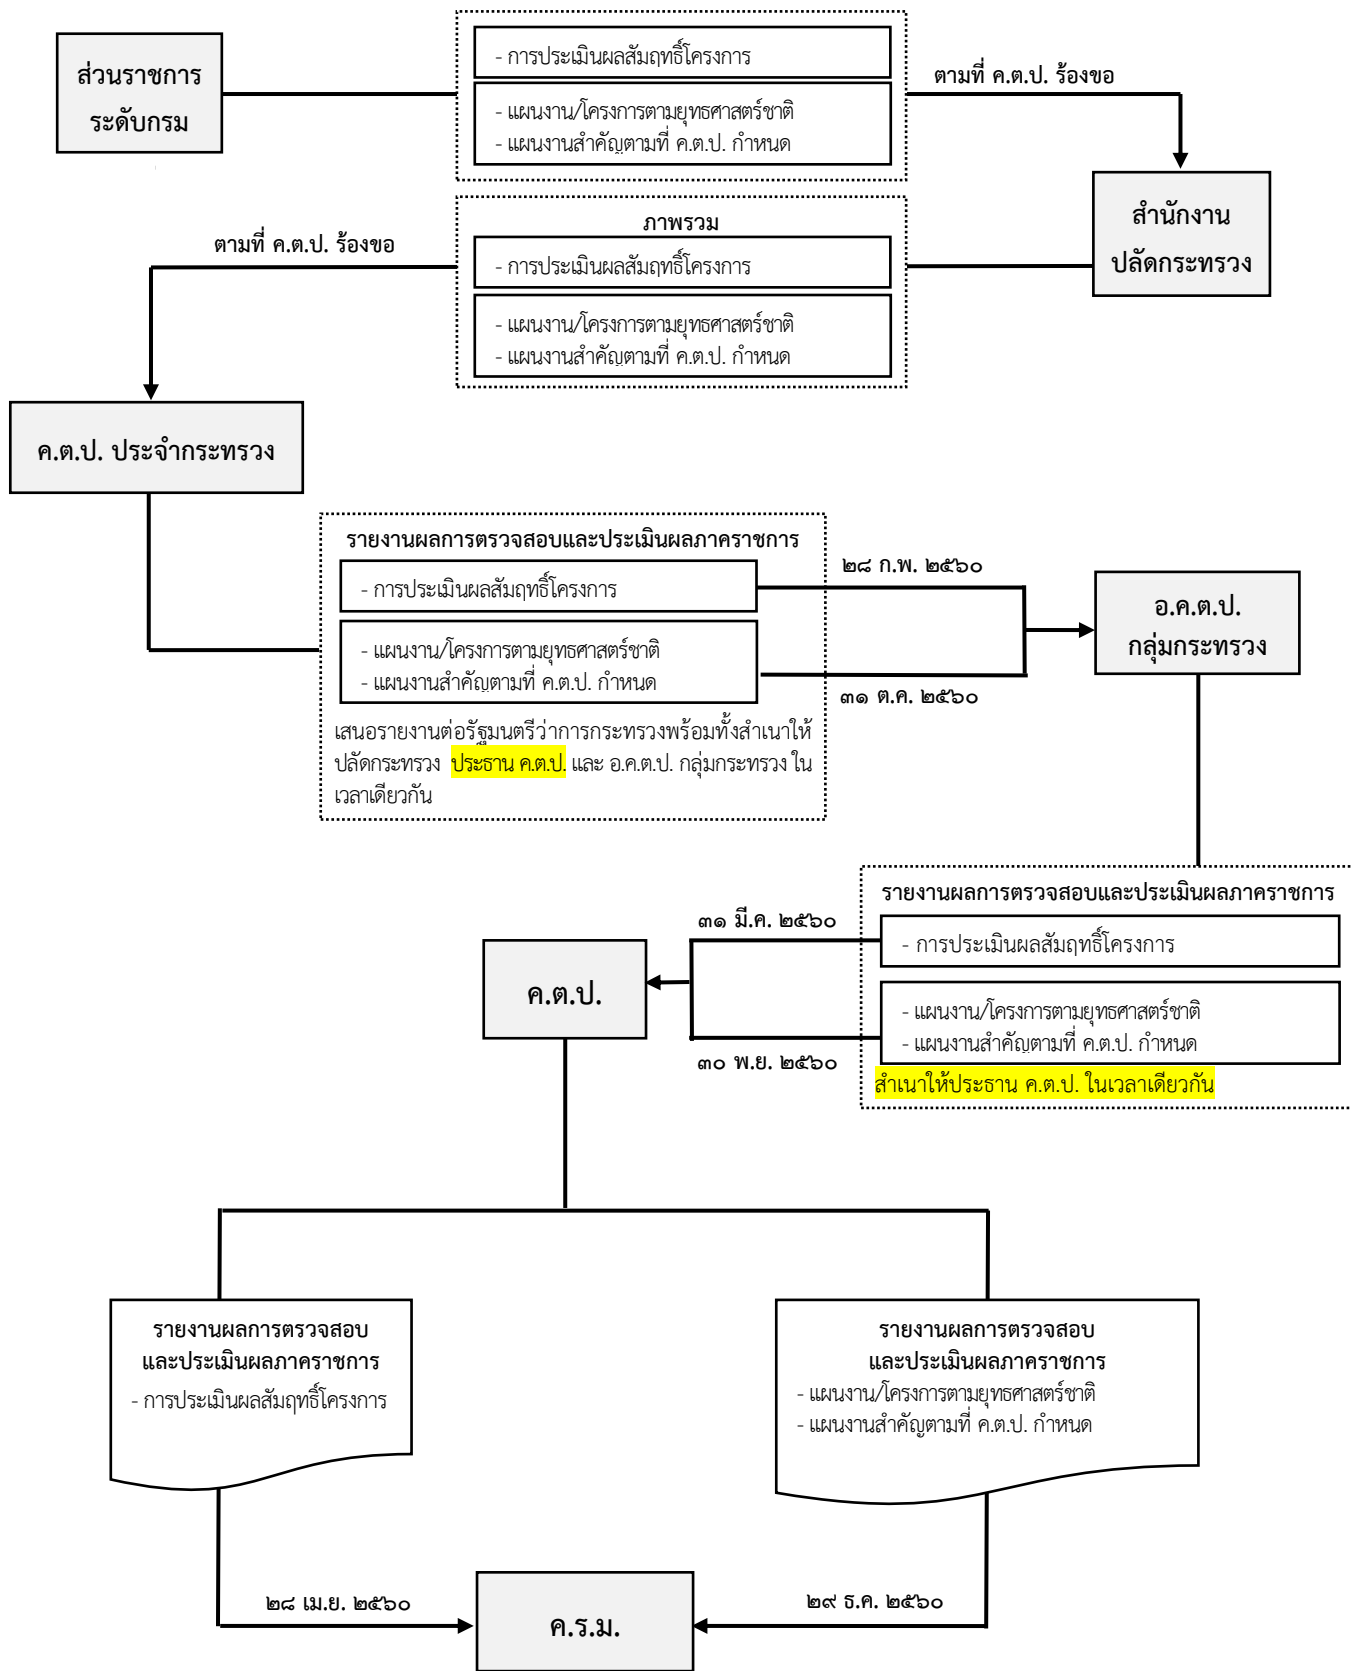 ส่วนราชการ
ระดับกรม
- การประเมินผลสัมฤทธิ์โครงการ
- แผนงาน/โครงการตามยุทธศาสตร์ชาติ
- แผนงานสำคัญตามที่ ค.ต.ป. กำหนด
ตามที่ ค.ต.ป. ร้องขอ
สำนักงาน
ปลัดกระทรวง
ภาพรวม
- การประเมินผลสัมฤทธิ์โครงการ
- แผนงาน/โครงการตามยุทธศาสตร์ชาติ
- แผนงานสำคัญตามที่ ค.ต.ป. กำหนด
ตามที่ ค.ต.ป. ร้องขอ
ค.ต.ป. ประจำกระทรวง
รายงานผลการตรวจสอบและประเมินผลภาคราชการ
- การประเมินผลสัมฤทธิ์โครงการ
- แผนงาน/โครงการตามยุทธศาสตร์ชาติ
- แผนงานสำคัญตามที่ ค.ต.ป. กำหนด
เสนอรายงานต่อรัฐมนตรีว่าการกระทรวงพร้อมทั้งสำเนาให้
ปลัดกระทรวง ประธาน ค.ต.ป. และ อ.ค.ต.ป. กลุ่มกระทรวง ใน
เวลาเดียวกัน
๒๘ ก.พ. ๒๕๖๐
๓๑ ต.ค. ๒๕๖๐
อ.ค.ต.ป.
กลุ่มกระทรวง
รายงานผลการตรวจสอบและประเมินผลภาคราชการ
- การประเมินผลสัมฤทธิ์โครงการ
- แผนงาน/โครงการตามยุทธศาสตร์ชาติ
- แผนงานสำคัญตามที่ ค.ต.ป. กำหนด
สำเนาให้ประธาน ค.ต.ป. ในเวลาเดียวกัน
๓๑ มี.ค. ๒๕๖๐
๓๐ พ.ย. ๒๕๖๐
ค.ต.ป.
รายงานผลการตรวจสอบ
และประเมินผลภาคราชการ
- การประเมินผลสัมฤทธิ์โครงการ
รายงานผลการตรวจสอบ
และประเมินผลภาคราชการ
- แผนงาน/โครงการตามยุทธศาสตร์ชาติ
- แผนงานสำคัญตามที่ ค.ต.ป. กำหนด
๒๘ เม.ย. ๒๕๖๐
๒๙ ธ.ค. ๒๕๖๐
ค.ร.ม.